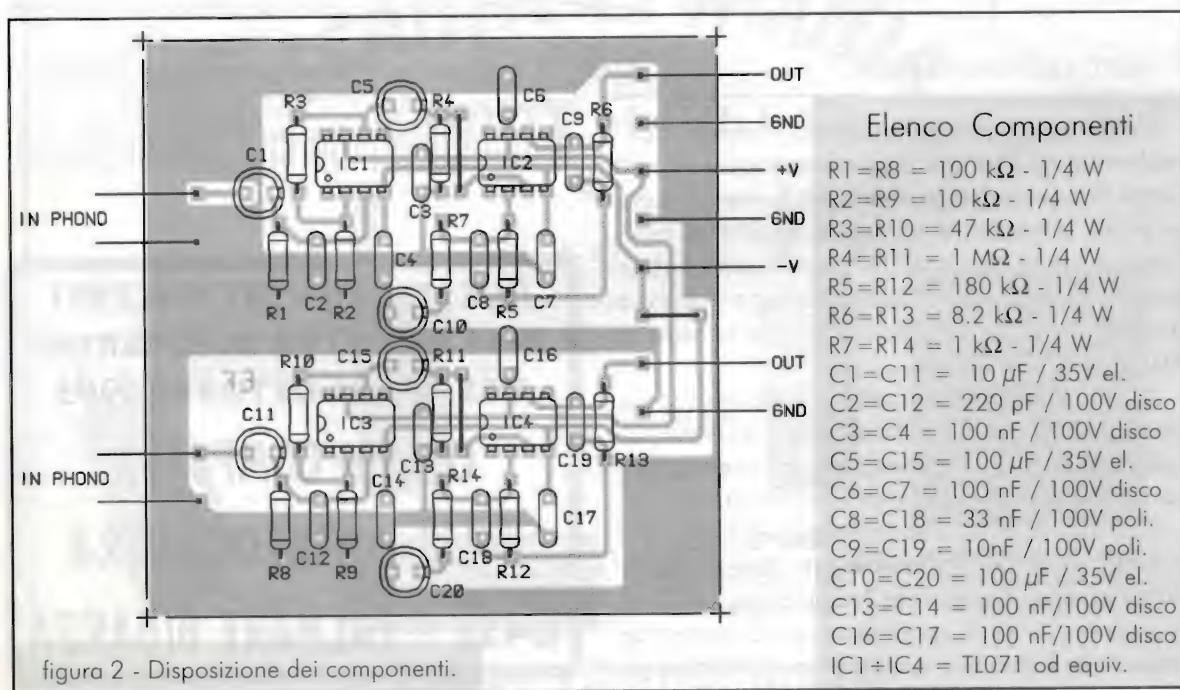 C5
R4
C6
R3
C9
R6
OUT
GND
C1
IC1
IC2
+V
C3
IN PHONO
GND
R7
C4
-V
R1
C2
R2
C8
R5
C7
C10
C16
R10
C15
R11
OUT
C11
IC3
IC4
GND
C13
C19
R13
IN PHONO
C14
R14
C17
R8
C12
R9
C18
R12
C20
figura 2 - Disposizione dei componenti.
Elenco Componenti
R1=R8 = 100 kΩ - 1/4 W
R2=R9 = 10 kΩ - 1/4 W
R3=R10 = 47 kΩ - 1/4 W
R4=R11 = 1 MΩ - 1/4 W
R5=R12 = 180 kΩ - 1/4 W
R6=R13 = 8.2 kΩ - 1/4 W
R7=R14 = 1 kΩ - 1/4 W
C1=C11 = 10 µF / 35V el.
C2=C12 = 220 pF / 100V disco
C3=C4 = 100 nF / 100V disco
C5=C15 = 100 µF / 35V el.
C6=C7 = 100 nF / 100V disco
C8=C18 = 33 nF / 100V poli.
C9=C19 = 10nF / 100V poli.
C10=C20 = 100 µF / 35V el.
C13=C14 = 100 nF/100V disco
C16=C17 = 100 nF/100V disco
IC1÷IC4 = TL071 od equiv.